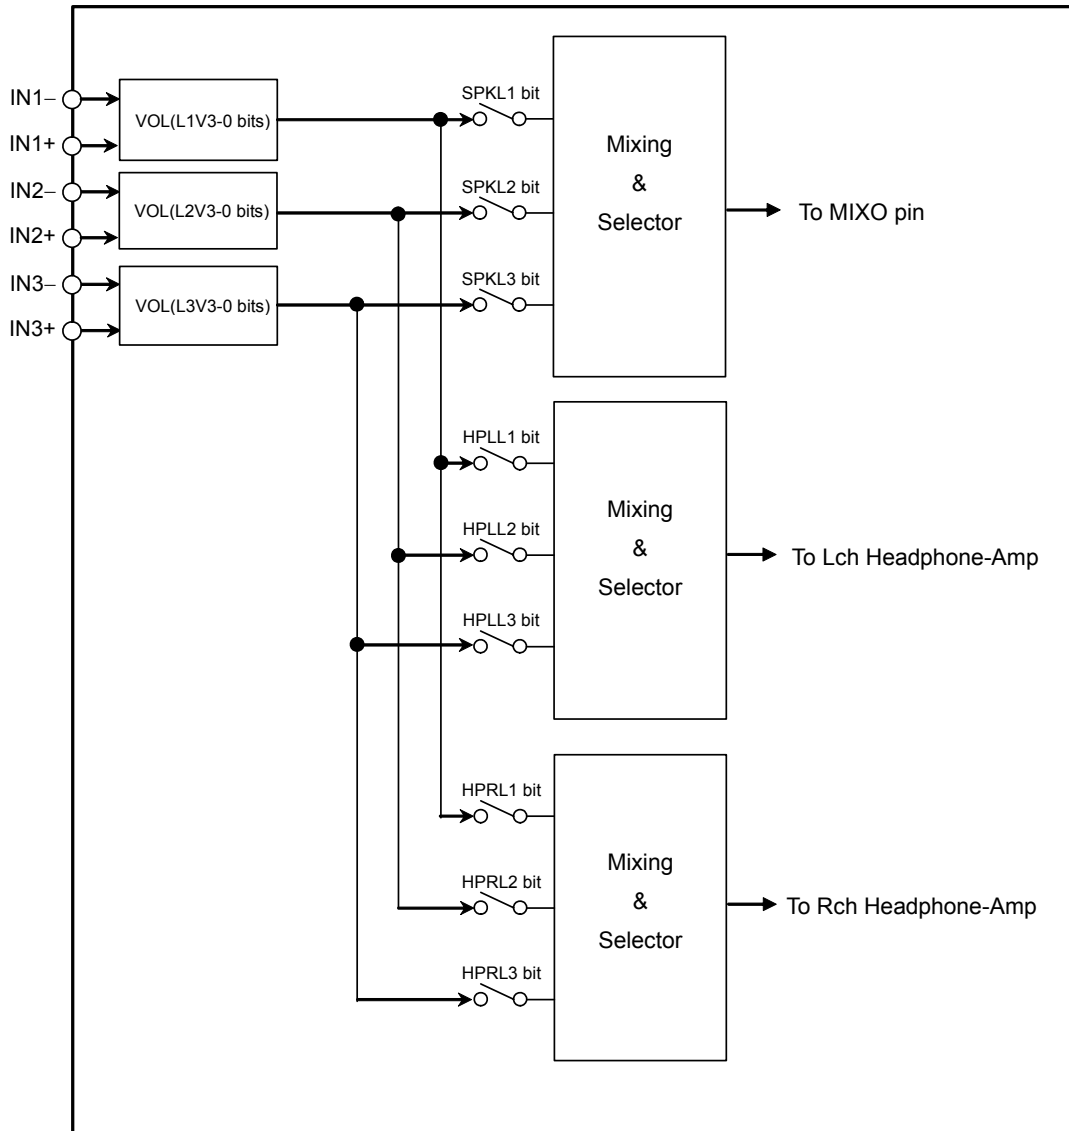 IN1−
IN1+
IN2−
IN2+
IN3−
IN3+
VOL(L1V3-0 bits)
VOL(L2V3-0 bits)
VOL(L3V3-0 bits)
SPKL1 bit
SPKL2 bit
SPKL3 bit
Mixing
&
Selector
To MIXO pin
HPLL1 bit
HPLL2 bit
HPLL3 bit
Mixing
&
Selector
To Lch Headphone-Amp
HPRL1 bit
HPRL2 bit
HPRL3 bit
Mixing
&
Selector
To Rch Headphone-Amp